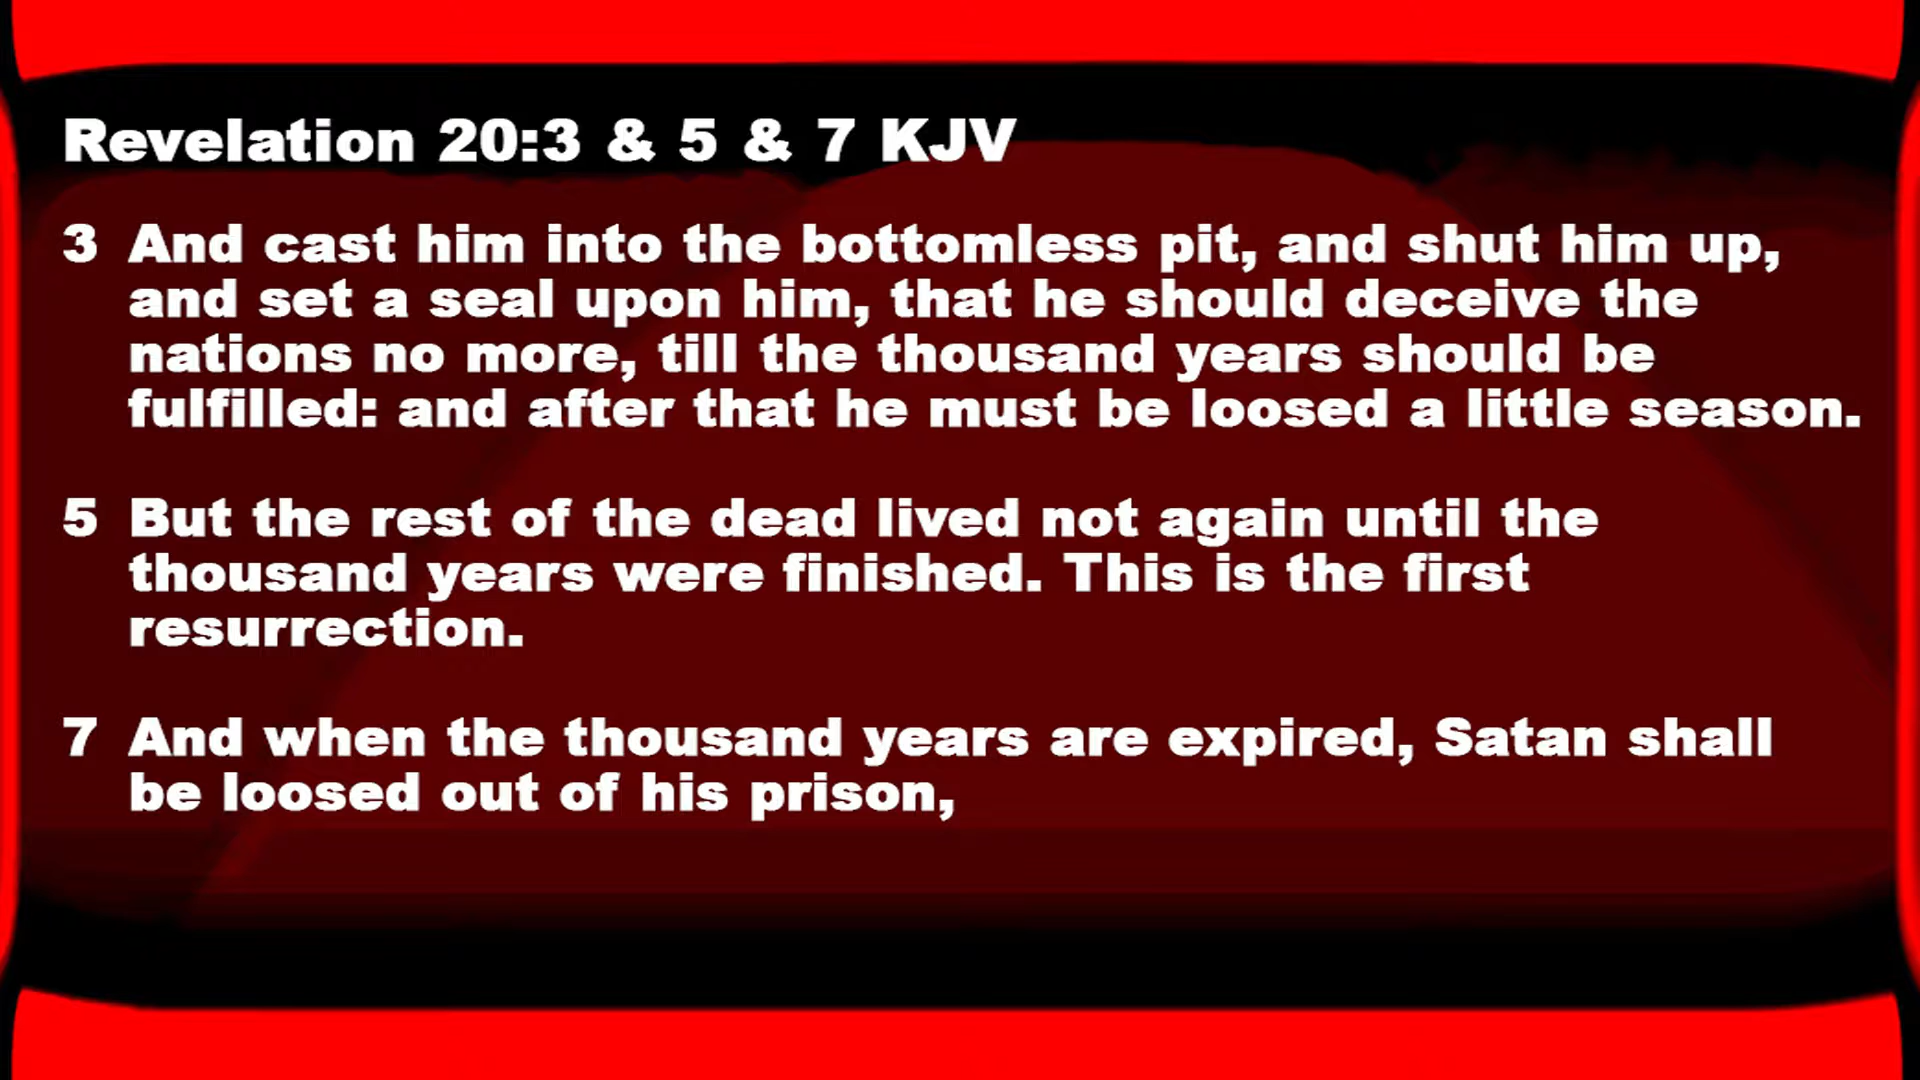 Revelation 20:3 & 5 & 7 KJV
3 And cast him into the bottomless pit, and shut him up,
and set a seal upon him, that he should deceive the
nations no more, till the thousand years should be
fulfilled: and after that he must be loosed a little season.
5 But the rest of the dead lived not again until the
thousand years were finished. This is the first
resurrection.
7 And when the thousand years are expired, Satan shall
be loosed out of his prison,